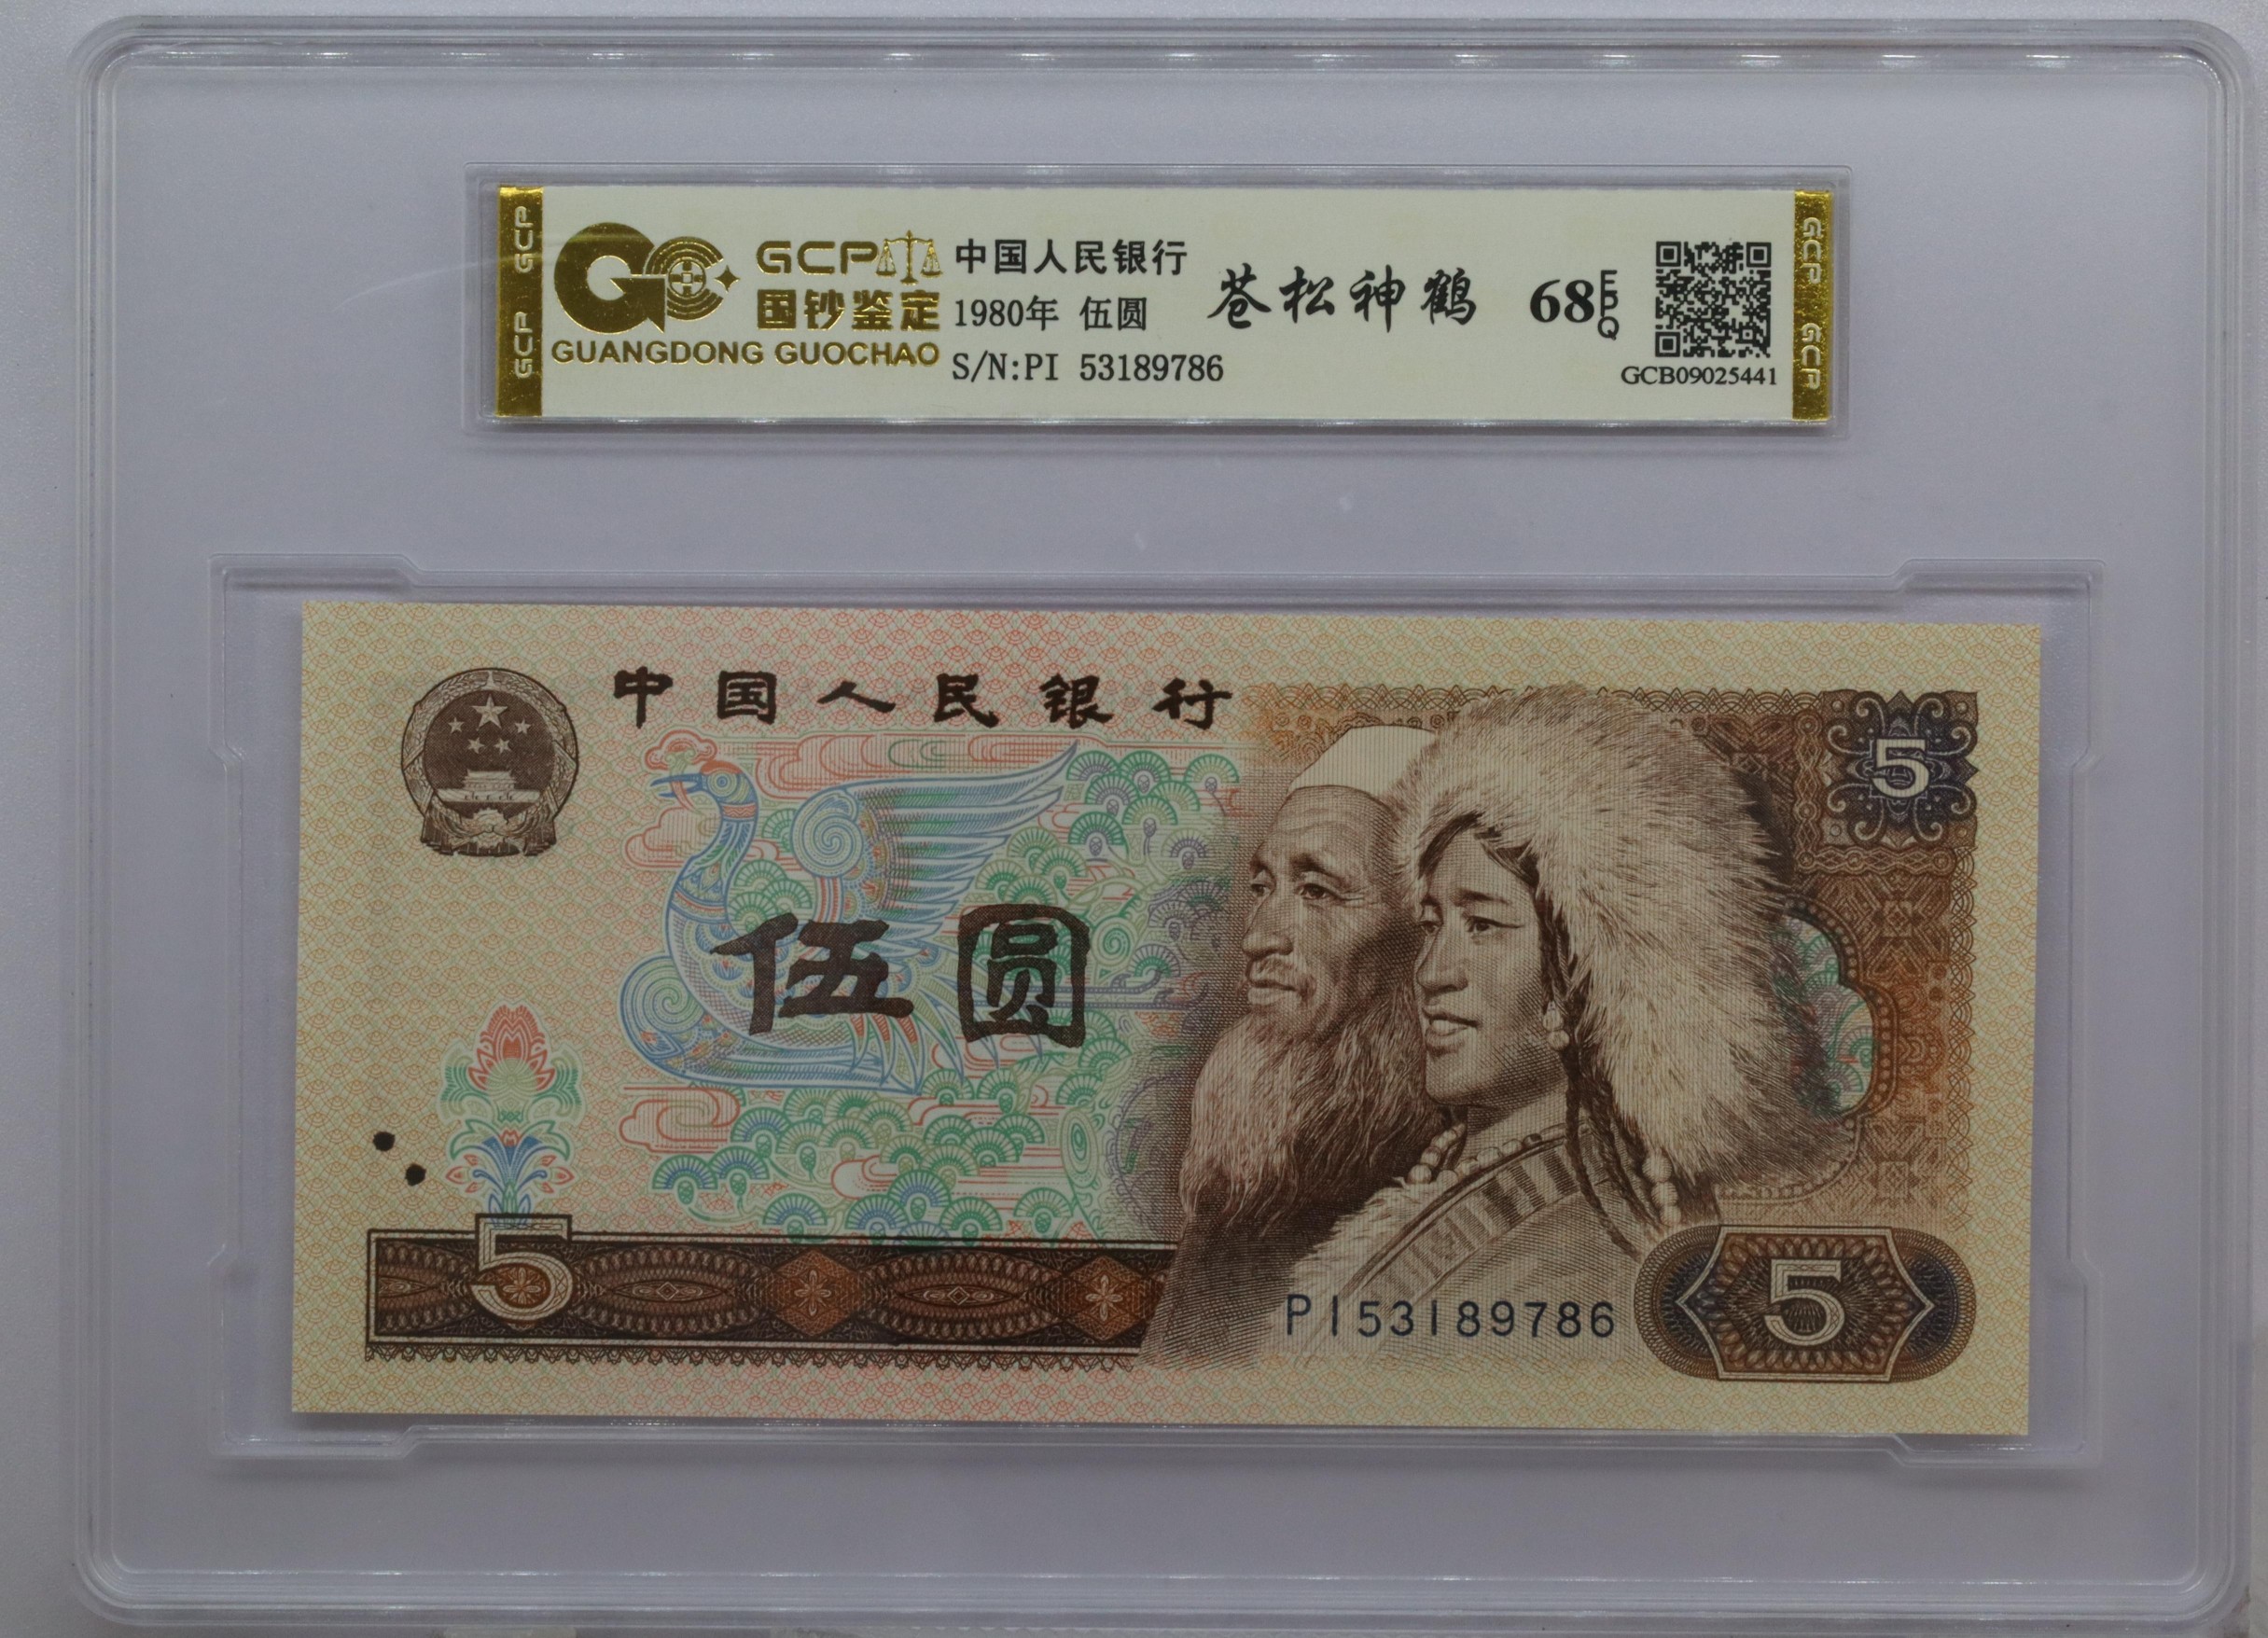 GCP GCP
GCP
国钞鉴定
GUANGDONG GUOCHAO
中国人民银行
1980年 伍圆
S/N:PI 53189786
苍松神鹤
68 EPQ
GCB09025441
GCP GCP
中国人民银行
5
伍圆
5
PI53189786
5